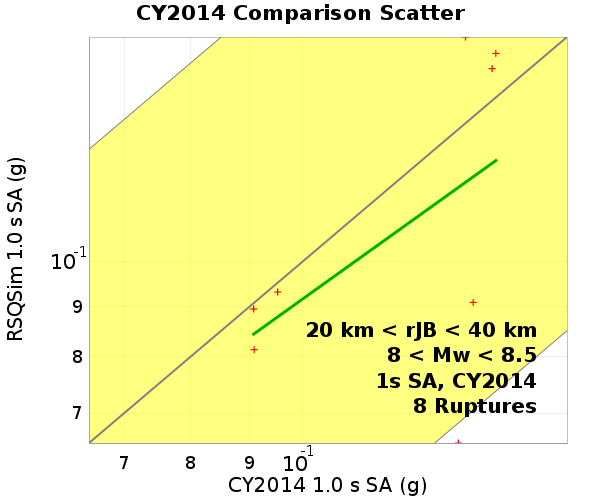 CY2014 Comparison Scatter
RSQSim 1.0 s SA (g)
10-1
9
8
7
20 km < rJB < 40 km
8 < Mw < 8.5
1s SA, CY2014
8 Ruptures
7 8 9 10-1
CY2014 1.0 s SA (g)